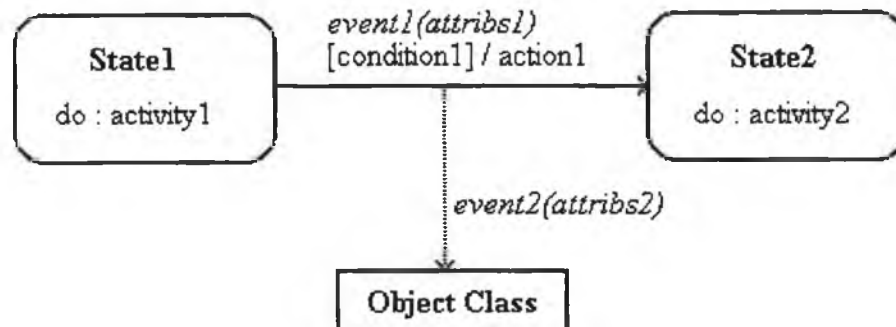 event1(attribs1)
[condition1] / action1
State1
do : activity1
State2
do : activity2
event2(attribs2)
Object Class